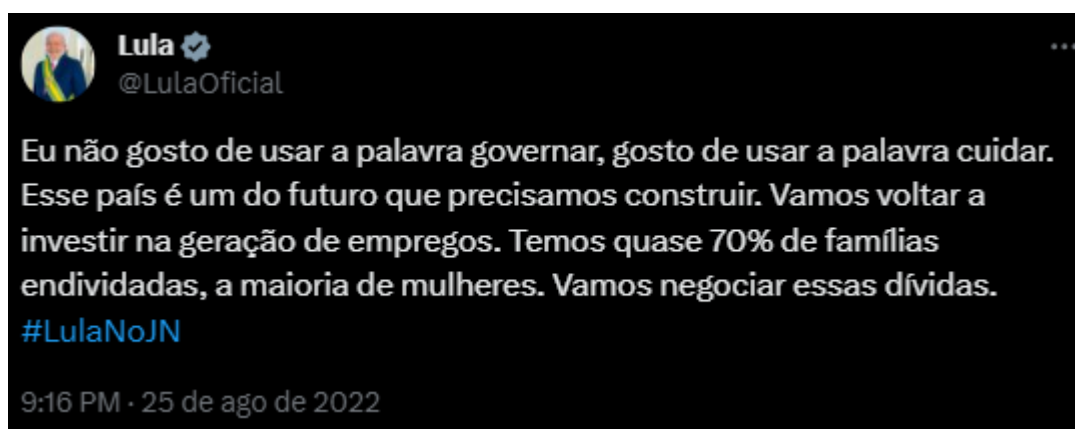 Lula
@LulaOficial
Eu não gosto de usar a palavra governar, gosto de usar a palavra cuidar.
Esse país é um do futuro que precisamos construir. Vamos voltar a
investir na geração de empregos. Temos quase 70% de famílias
endividadas, a maioria de mulheres. Vamos negociar essas dívidas.
#LulaNoJN
9:16 PM · 25 de ago de 2022